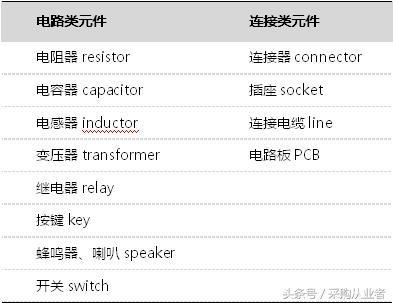 电路类元件 连接类元件
电阻器 resistor 连接器 connector
电容器 capacitor 插座 socket
电感器 inductor 连接电缆 line
变压器 transformer 电路板 PCB
继电器 relay
按键 key
蜂鸣器、喇叭 speaker
开关 switch
头条号 / 采购从业者